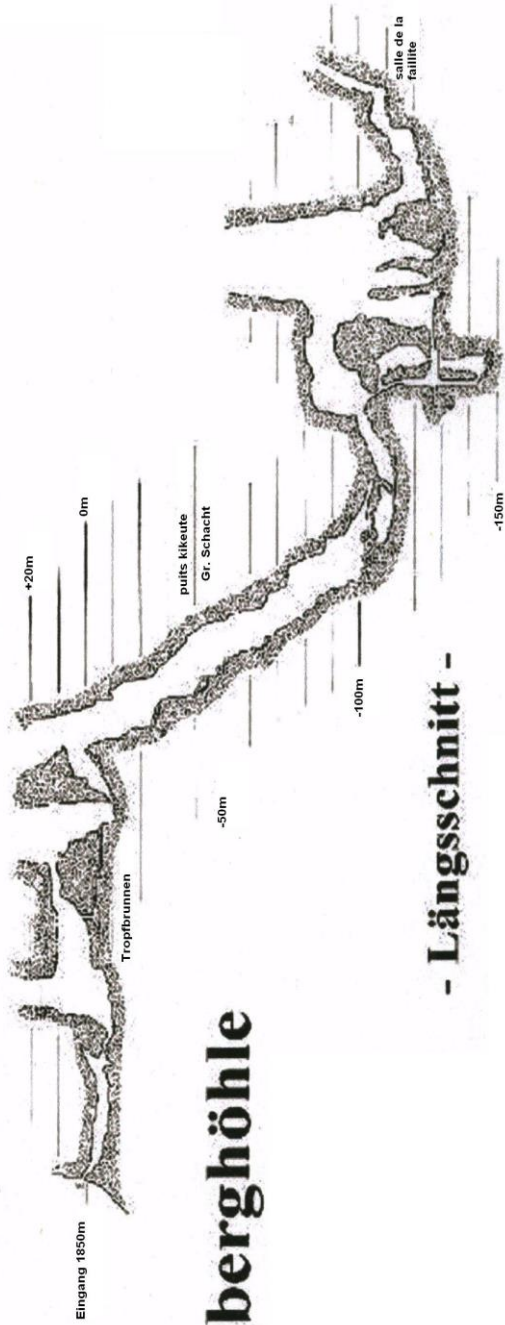 berghöhle
- Längsschnitt -
Eingang 1850m
Tropfbrunnen
+20m
0m
puits kikeute
Gr. Schacht
-50m
-100m
-150m
salle de la
faillite